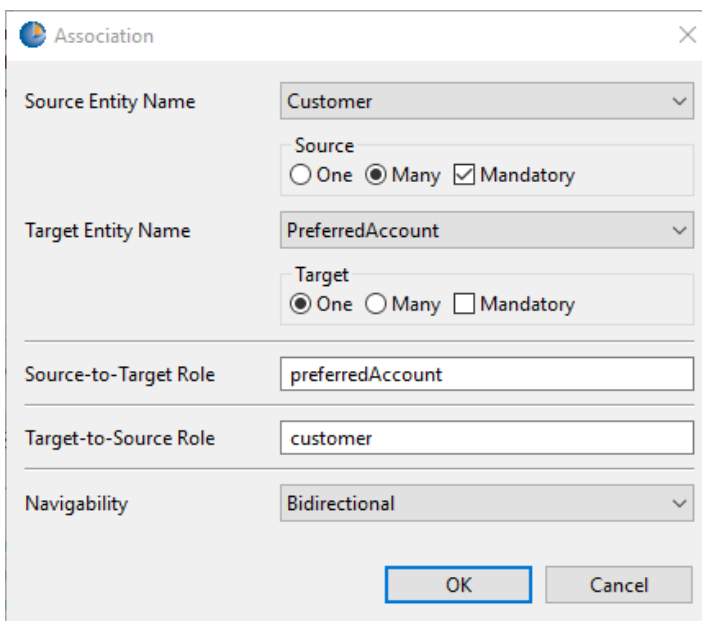 Association
Source Entity Name Customer
Source
One Many Mandatory
Target Entity Name PreferredAccount
Target
One Many Mandatory
Source-to-Target Role preferredAccount
Target-to-Source Role customer
Navigability Bidirectional
OK Cancel